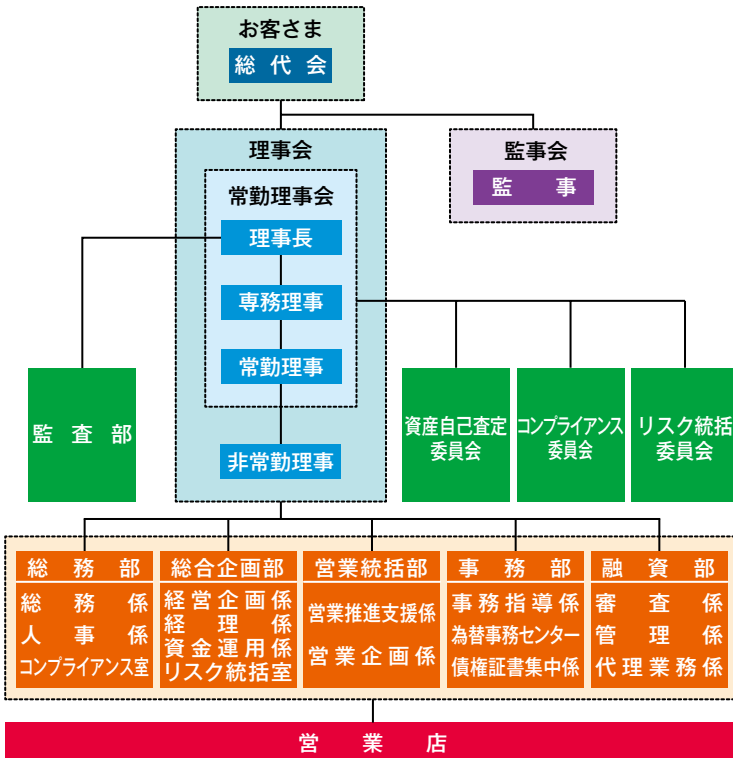 お客さま
総代会
理事会
監事会
監事
常勤理事会
理事長
専務理事
常勤理事
非常勤理事
監査部
資産自己査定
委員会
コンプライアンス
委員会
リスク統括
委員会
総務部
総務係
人事係
コンプライアンス室
総合企画部
経営企画係
経理係
資金運用係
リスク統括室
営業統括部
営業推進支援係
営業企画係
事務部
事務指導係
為替事務センター
債権証書集中係
融資部
審査係
管理係
代理業務係
営業店